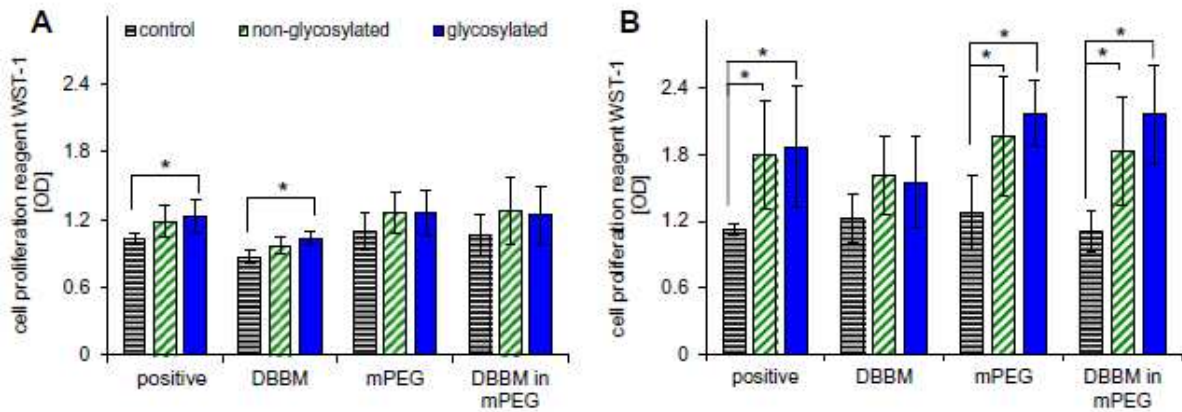 A
control non-glycosylated glycosylated
cell proliferation reagent WST-1
[OD]
2.4
1.8
1.2
0.6
0
*
*
positive DBBM mPEG DBBM in
mPEG
B
cell proliferation reagent WST-1
[OD]
2.4
1.8
1.2
0.6
0
*
*
*
*
*
*
positive DBBM mPEG DBBM in
mPEG